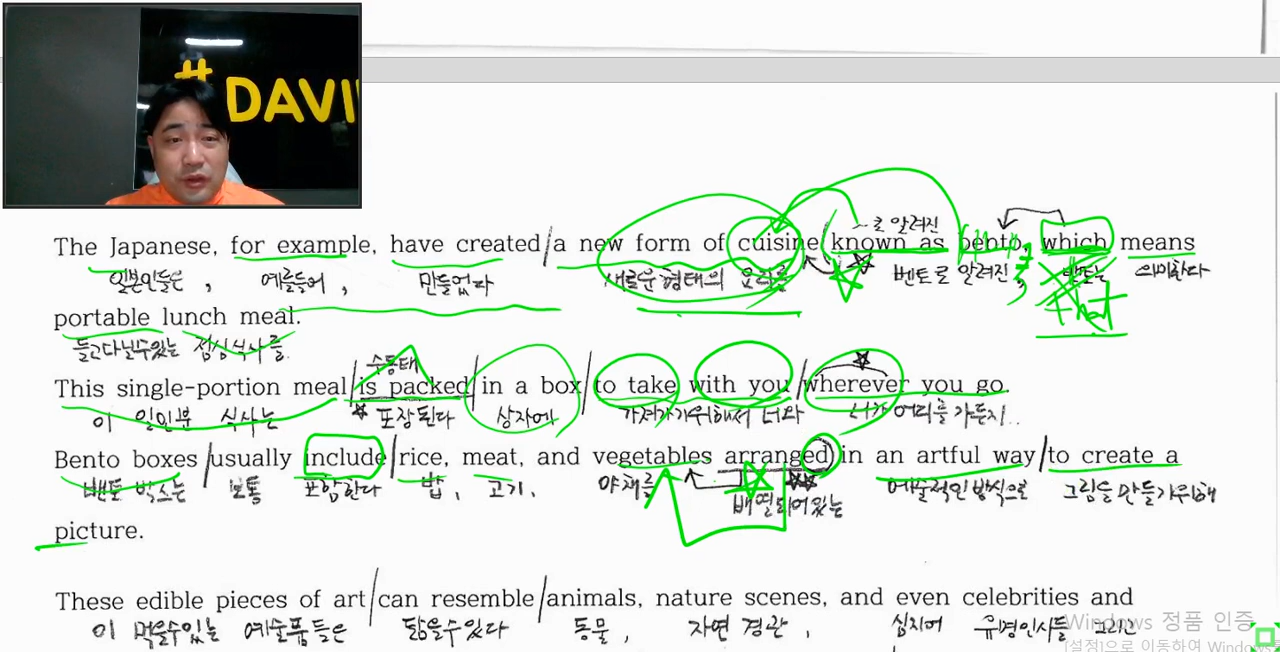 #DAVI
~로 알려진
The Japanese, for example, have created a new form of cuisine known as bento, which means
일본인들은, 예를들어, 만들었다 새로운 형태의 요리를 벤토로 알려진 벤토는 의미한다
that
portable lunch meal.
들고다닐수있는 점심식사를.
수동태
This single-portion meal is packed in a box to take with you wherever you go.
이 일인분 식사는 포장된다 상자에 가져가기위해서 너와 너가 어디를 가든지..
Bento boxes usually include rice, meat, and vegetables arranged in an artful way to create a
벤토 박스는 보통 포함한다 밥, 고기, 야채를 배열되어있는 예술적인 방식으로 그림을 만들기위해
picture.
These edible pieces of art can resemble animals, nature scenes, and even celebrities and
이 먹을수있는 예술품들은 닮을수있다 동물, 자연 경관, 심지어 유명인사들 그리고
Windows 정품 인증
[설정]으로 이동하여 Windows를